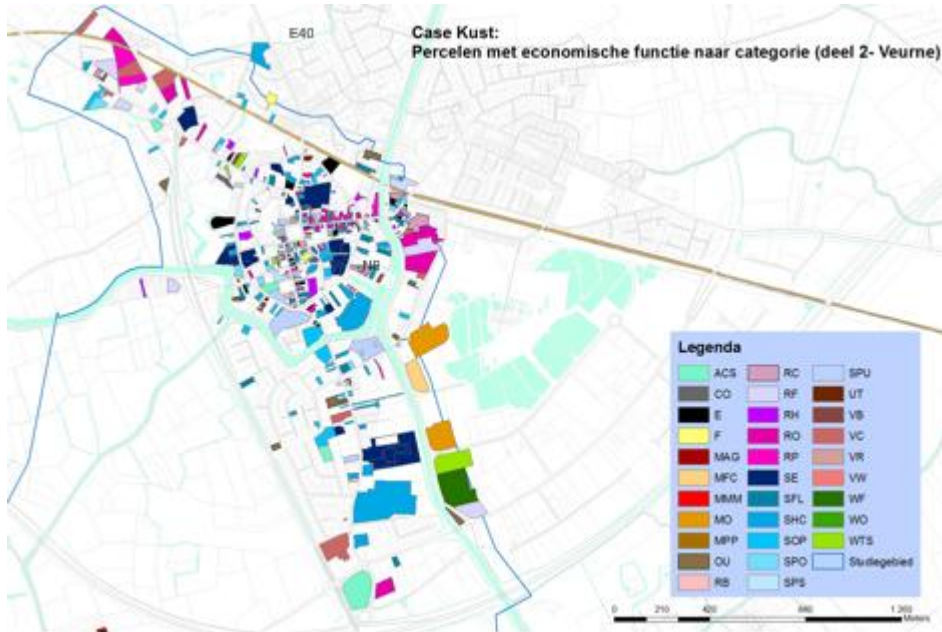 E40
Case Kust:
Percelen met economische functie naar categorie (deel 2- Veurne)
N8
Legenda
ACS
CO
E
F
MAG
MFC
MMM
MO
MPP
OU
RB
RC
RF
RH
RO
RP
SE
SFL
SHC
SOP
SPO
SPS
SPU
UT
VB
VC
VR
VW
WF
WO
WTS
Studiegebied
0 210 420 840 1.260
Meters